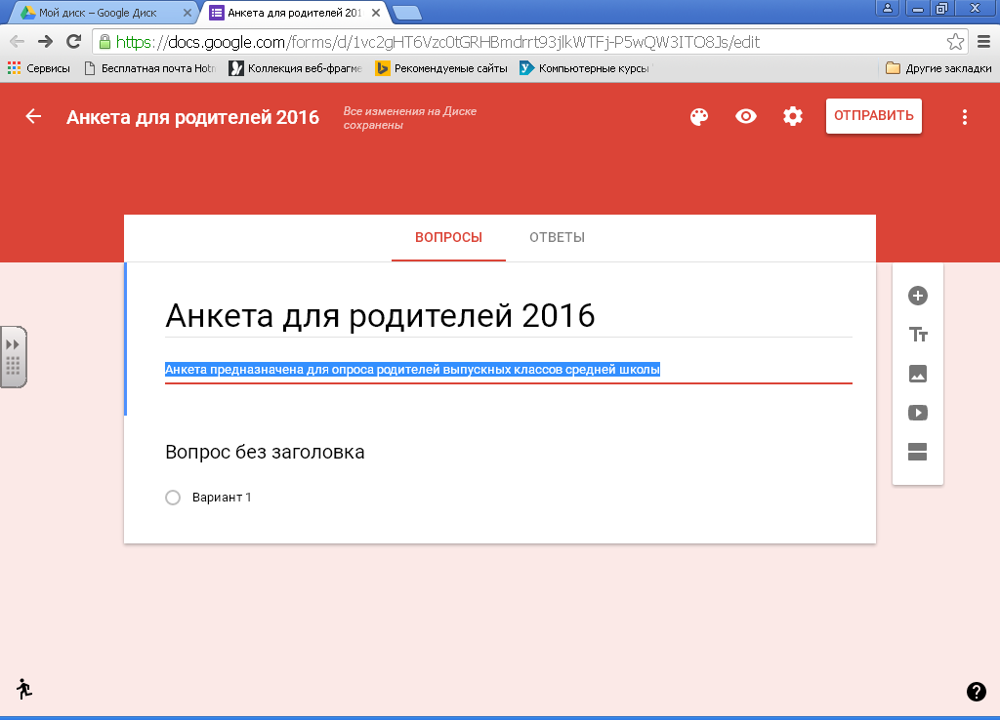 Мой диск – Google Диск
Анкета для родителей 201
https://docs.google.com/forms/d/1vc2gHT6Vzc0tGRHBmdrrt93jlkWTFj-P5wQW3ITO8Js/edit
Сервисы
Бесплатная почта Hotm
Коллекция веб-фрагме
Рекомендуемые сайты
Компьютерные курсы
Другие закладки
Анкета для родителей 2016
Все изменения на Диске
сохранены
ОТПРАВИТЬ
ВОПРОСЫ
ОТВЕТЫ
Анкета для родителей 2016
Анкета предназначена для опроса родителей выпускных классов средней школы
Вопрос без заголовка
Вариант 1